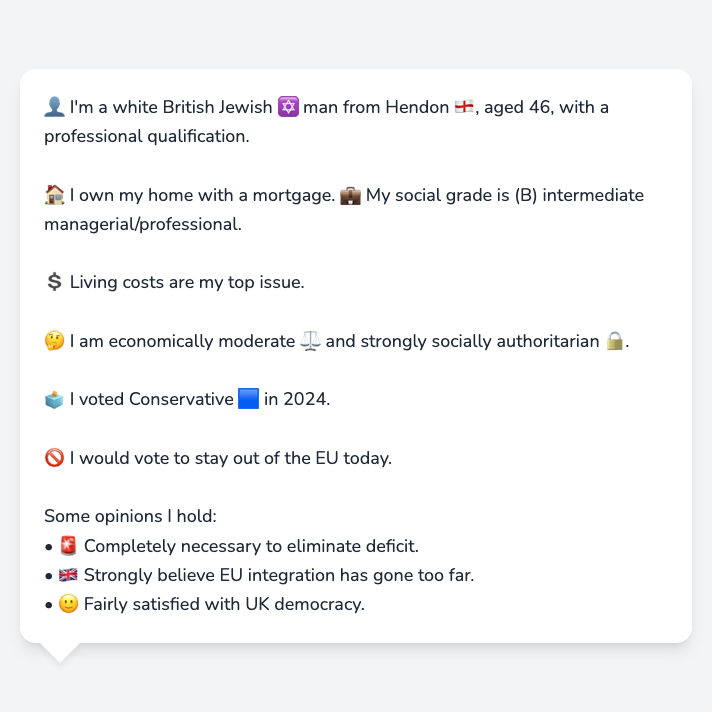 👤 I'm a white British Jewish ✡️ man from Hendon 🏴󠁧󠁢󠁥󠁮󠁧󠁿, aged 46, with a
professional qualification.
🏠 I own my home with a mortgage. 💼 My social grade is (B) intermediate
managerial/professional.
💲 Living costs are my top issue.
🤔 I am economically moderate ⚖️ and strongly socially authoritarian 🔒.
🗳️ I voted Conservative 🟦 in 2024.
🚫 I would vote to stay out of the EU today.
Some opinions I hold:
• 🚨 Completely necessary to eliminate deficit.
• 🇬🇧 Strongly believe EU integration has gone too far.
• 🙂 Fairly satisfied with UK democracy.